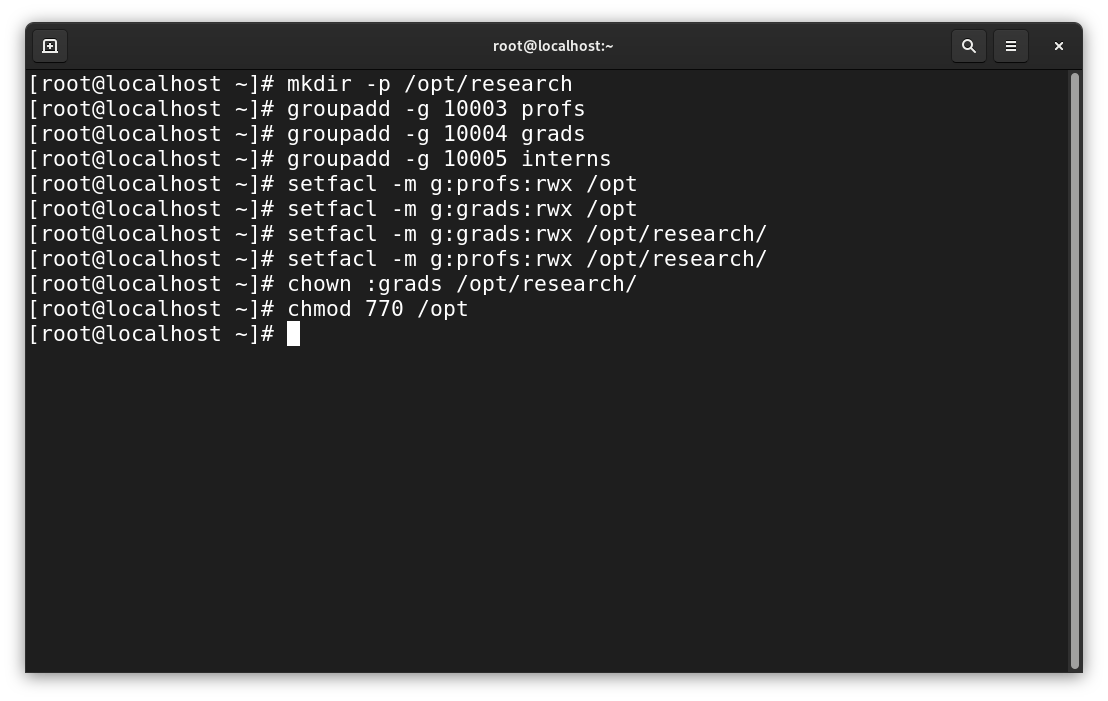 root@localhost:~
[root@localhost ~]# mkdir -p /opt/research
[root@localhost ~]# groupadd -g 10003 profs
[root@localhost ~]# groupadd -g 10004 grads
[root@localhost ~]# groupadd -g 10005 interns
[root@localhost ~]# setfacl -m g:profs:rwx /opt
[root@localhost ~]# setfacl -m g:grads:rwx /opt
[root@localhost ~]# setfacl -m g:grads:rwx /opt/research/
[root@localhost ~]# setfacl -m g:profs:rwx /opt/research/
[root@localhost ~]# chown :grads /opt/research/
[root@localhost ~]# chmod 770 /opt
[root@localhost ~]#